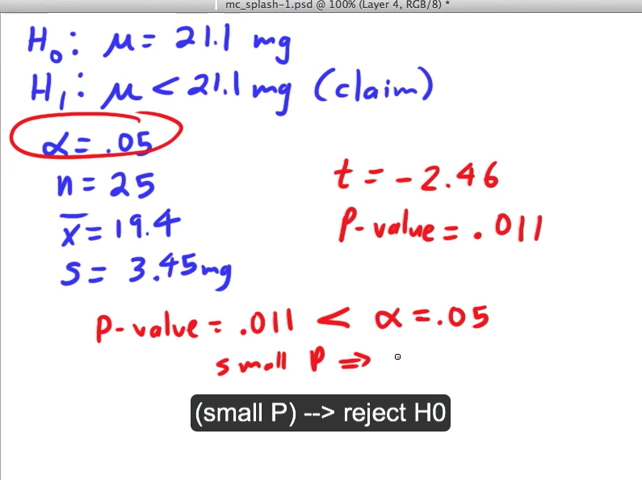 mc_splash-1.psd @ 100% (Layer 4, RGB/8) *
H₀: μ = 21.1 mg
H₁: μ < 21.1 mg (claim)
α = .05
n = 25
t = -2.46
x̅ = 19.4
P-value = .011
s = 3.45mg
P-value = .011 < α = .05
small P ⇒
(small P) --> reject H0